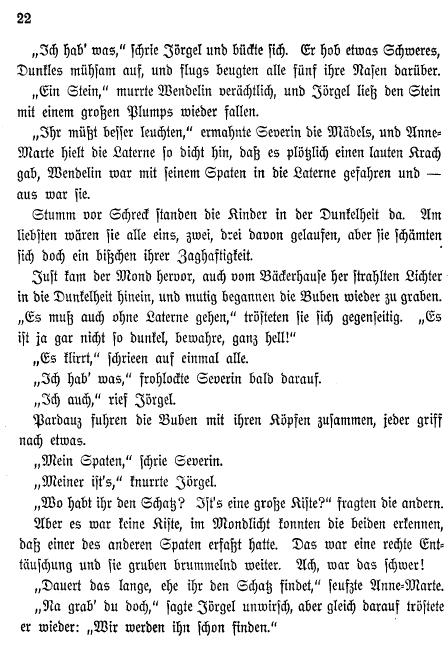 22
„Ich hab' was,“ schrie Jörgel und bückte sich. Er hob etwas Schweres,
Dunkles mühsam auf, und flugs beugten alle fünf ihre Nasen darüber.
„Ein Stein,“ murrte Wendelin verächtlich, und Jörgel ließ den Stein
mit einem großen Plumps wieder fallen.
„Ihr müßt besser leuchten,“ ermahnte Severin die Mädels, und Anne-
Marte hielt die Laterne so dicht hin, daß es plötzlich einen lauten Krach
gab, Wendelin war mit seinem Spaten in die Laterne gefahren und —
aus war sie.
Stumm vor Schreck standen die Kinder in der Dunkelheit da. Am
liebsten wären sie alle eins, zwei, drei davon gelaufen, aber sie schämten
sich doch ein bißchen ihrer Zaghaftigkeit.
Just kam der Mond hervor, auch vom Bäckerhause her strahlten Lichter
in die Dunkelheit hinein, und mutig begannen die Buben wieder zu graben.
„Es muß auch ohne Laterne gehen,“ trösteten sie sich gegenseitig. „Es
ist ja gar nicht so dunkel, bewahre, ganz hell!“
„Es klirrt,“ schrieen auf einmal alle.
„Ich hab' was,“ frohlockte Severin bald darauf.
„Ich auch,“ rief Jörgel.
Pardauz fuhren die Buben mit ihren Köpfen zusammen, jeder griff
nach etwas.
„Mein Spaten,“ schrie Severin.
„Meiner ist's,“ knurrte Jörgel.
„Wo habt ihr den Schatz? Ist's eine große Kiste?“ fragten die andern.
Aber es war keine Kiste, im Mondlicht konnten die beiden erkennen,
daß einer des anderen Spaten erfaßt hatte. Das war eine rechte Ent-
täuschung und sie gruben brummelnd weiter. Ach, war das schwer!
„Dauert das lange, ehe ihr den Schatz findet,“ seufzte Anne-Marte.
„Na grab' du doch,“ sagte Jörgel unwirsch, aber gleich darauf tröstete
er wieder: „Wir werden ihn schon finden.“